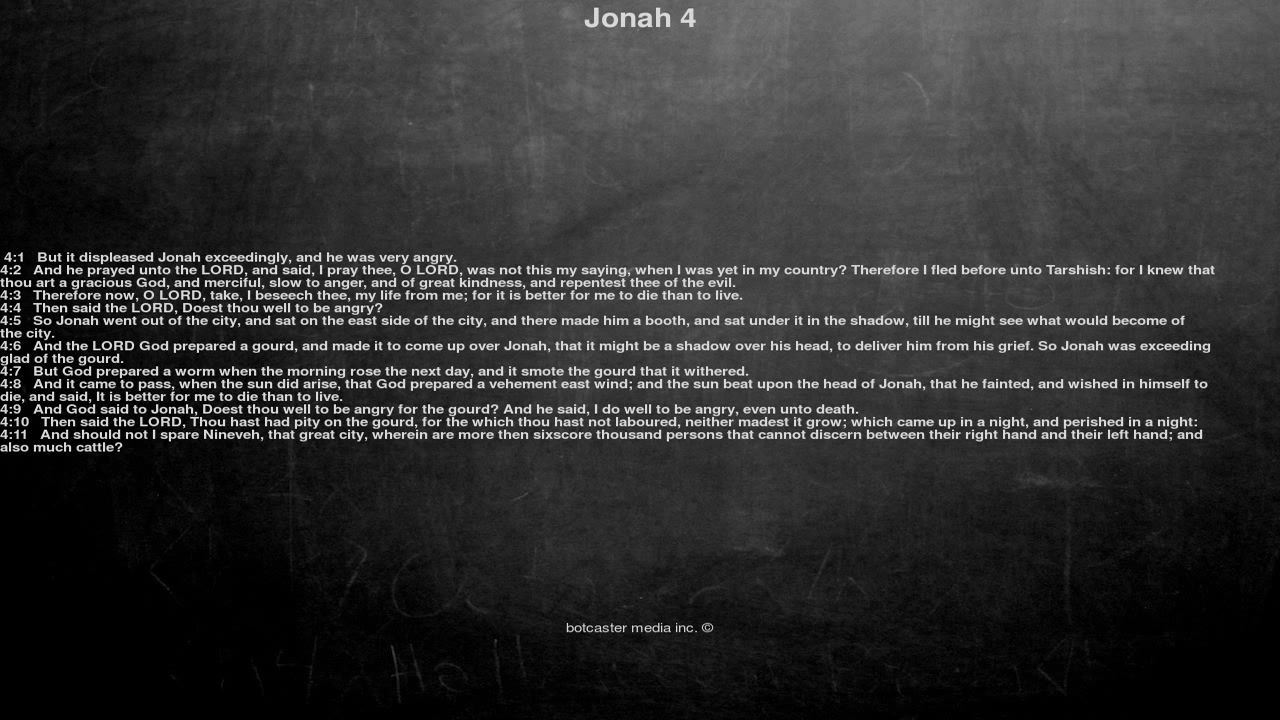 Jonah 4
4:1 But it displeased Jonah exceedingly, and he was very angry.
4:2 And he prayed unto the LORD, and said, I pray thee, O LORD, was not this my saying, when I was yet in my country? Therefore I fled before unto Tarshish: for I knew that
thou art a gracious God, and merciful, slow to anger, and of great kindness, and repentest thee of the evil.
4:3 Therefore now, O LORD, take, I beseech thee, my life from me; for it is better for me to die than to live.
4:4 Then said the LORD, Doest thou well to be angry?
4:5 So Jonah went out of the city, and sat on the east side of the city, and there made him a booth, and sat under it in the shadow, till he might see what would become of
the city.
4:6 And the LORD God prepared a gourd, and made it to come up over Jonah, that it might be a shadow over his head, to deliver him from his grief. So Jonah was exceeding
glad of the gourd.
4:7 But God prepared a worm when the morning rose the next day, and it smote the gourd that it withered.
4:8 And it came to pass, when the sun did arise, that God prepared a vehement east wind; and the sun beat upon the head of Jonah, that he fainted, and wished in himself to
die, and said, It is better for me to die than to live.
4:9 And God said to Jonah, Doest thou well to be angry for the gourd? And he said, I do well to be angry, even unto death.
4:10 Then said the LORD, Thou hast had pity on the gourd, for the which thou hast not laboured, neither madest it grow; which came up in a night, and perished in a night:
4:11 And should not I spare Nineveh, that great city, wherein are more then sixscore thousand persons that cannot discern between their right hand and their left hand; and
also much cattle?
botcaster media inc. ©